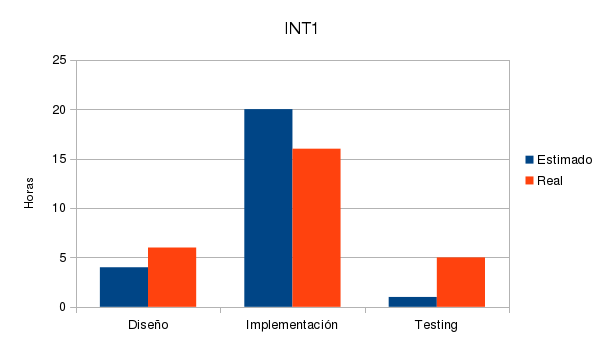 INT1
25
20
15
10
5
0
Horas
Diseño
Implementación
Testing
Estimado
Real